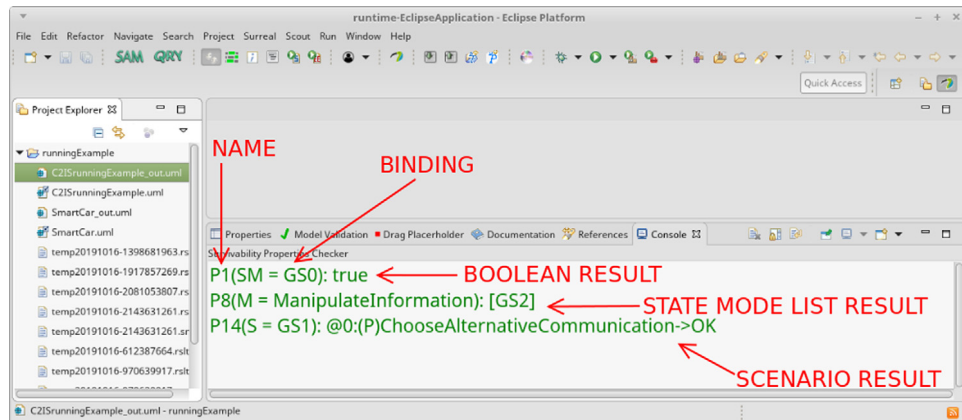 runtime-EclipseApplication - Eclipse Platform
File Edit Refactor Navigate Search Project Scout Surreal Scout Run Window Help
SAM QRY
Quick Access
Project Explorer
runningExample
C2ISrunningExample_out.uml
C2ISrunningExample.uml
SmartCar_out.uml
SmartCar.uml
temp20191016-1398681963.rs
temp20191016-1917857269.rs
temp20191016-2081053807.rs
temp20191016-2143631261.rs
temp20191016-2143631261.sr
temp20191016-612387664.rslt
temp20191016-970639917.rslt
NAME
BINDING
Properties Model Validation Drag Placeholder Documentation References Console
Survivability Properties Checker
P1(SM = GS0): true
BOOLEAN RESULT
P8(M = ManipulateInformation): [GS2]
STATE MODE LIST RESULT
P14(S = GS1): @0:(P)ChooseAlternativeCommunication->OK
SCENARIO RESULT
C2ISrunningExample_out.uml - runningExample